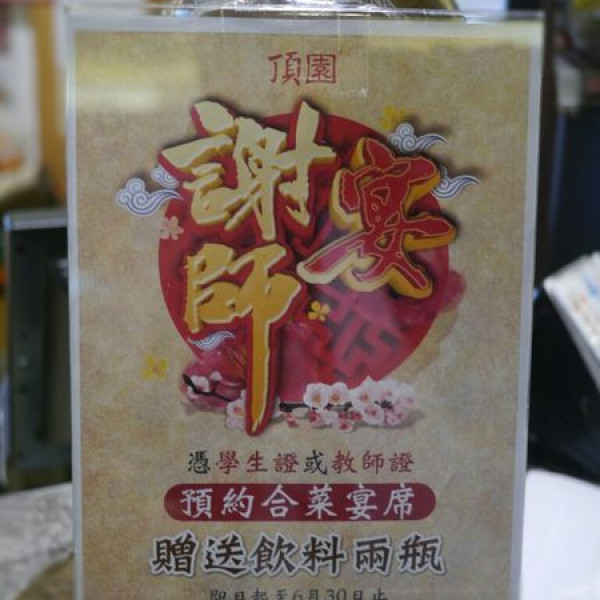 頂園
謝師宴
憑學生證或教師證
預約合菜宴席
贈送飲料兩瓶
即日起至6月30日止